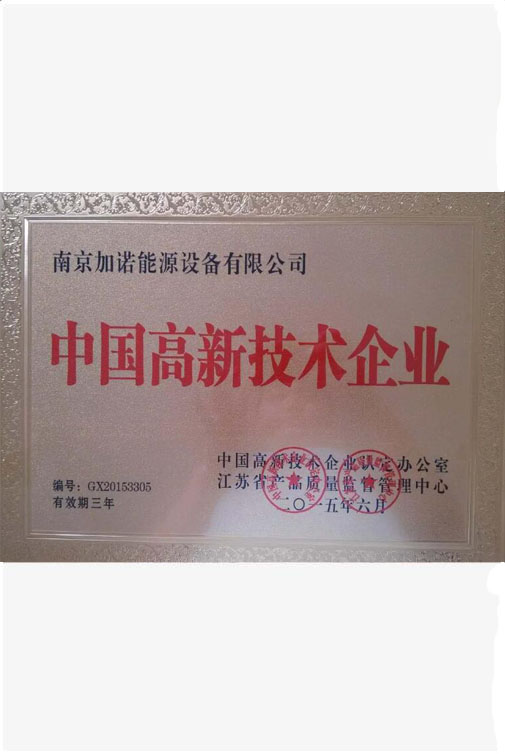 南京加诺能源设备有限公司
中国高新技术企业
中国高新技术企业认定办公室
编号：GX20153305
江苏省产品质量监督管理中心
有效期三年
二〇一五年六月